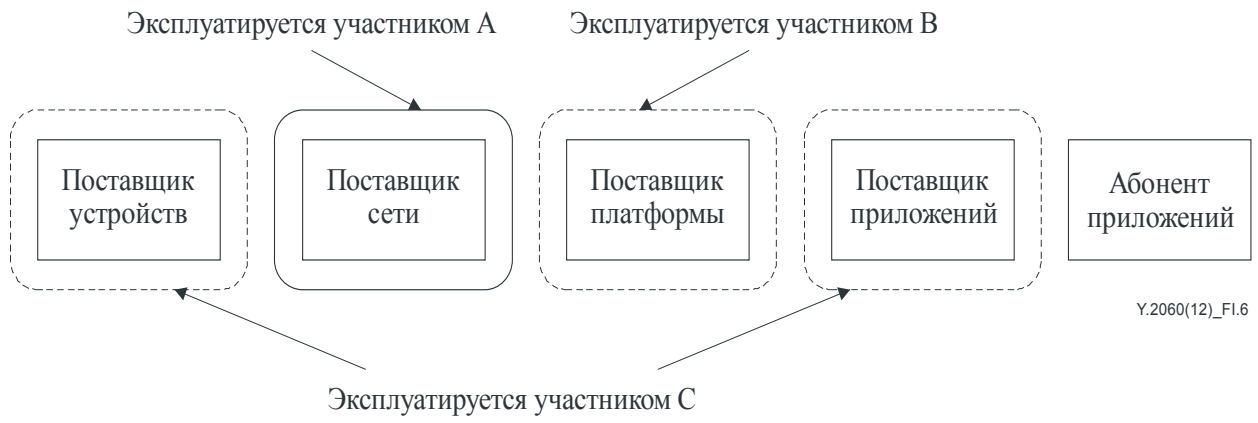 Эксплуатируется участником A
Эксплуатируется участником B
Поставщик
устройств
Поставщик
сети
Поставщик
платформы
Поставщик
приложений
Абонент
приложений
Y.2060(12)_FI.6
Эксплуатируется участником C